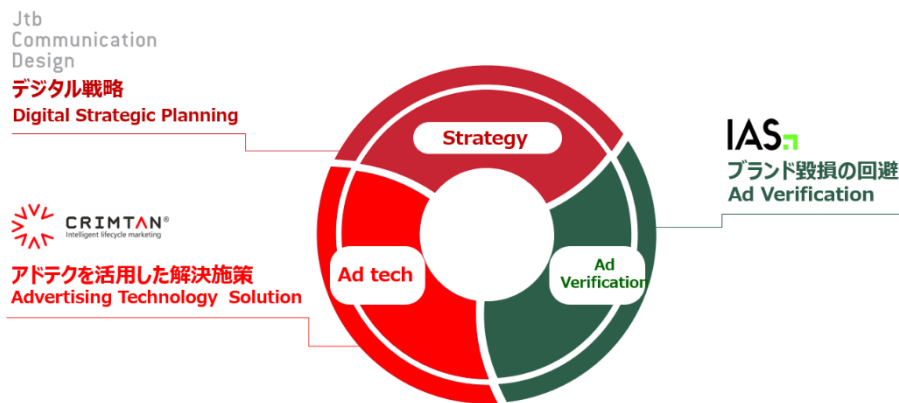 Jtb
Communication
Design
デジタル戦略
Digital Strategic Planning
Strategy
IAS
ブランド毀損の回避
Ad Verification
CRIMTAN®
Intelligent lifecycle marketing
アドテクを活用した解決施策
Advertising Technology Solution
Ad tech
Ad
Verification